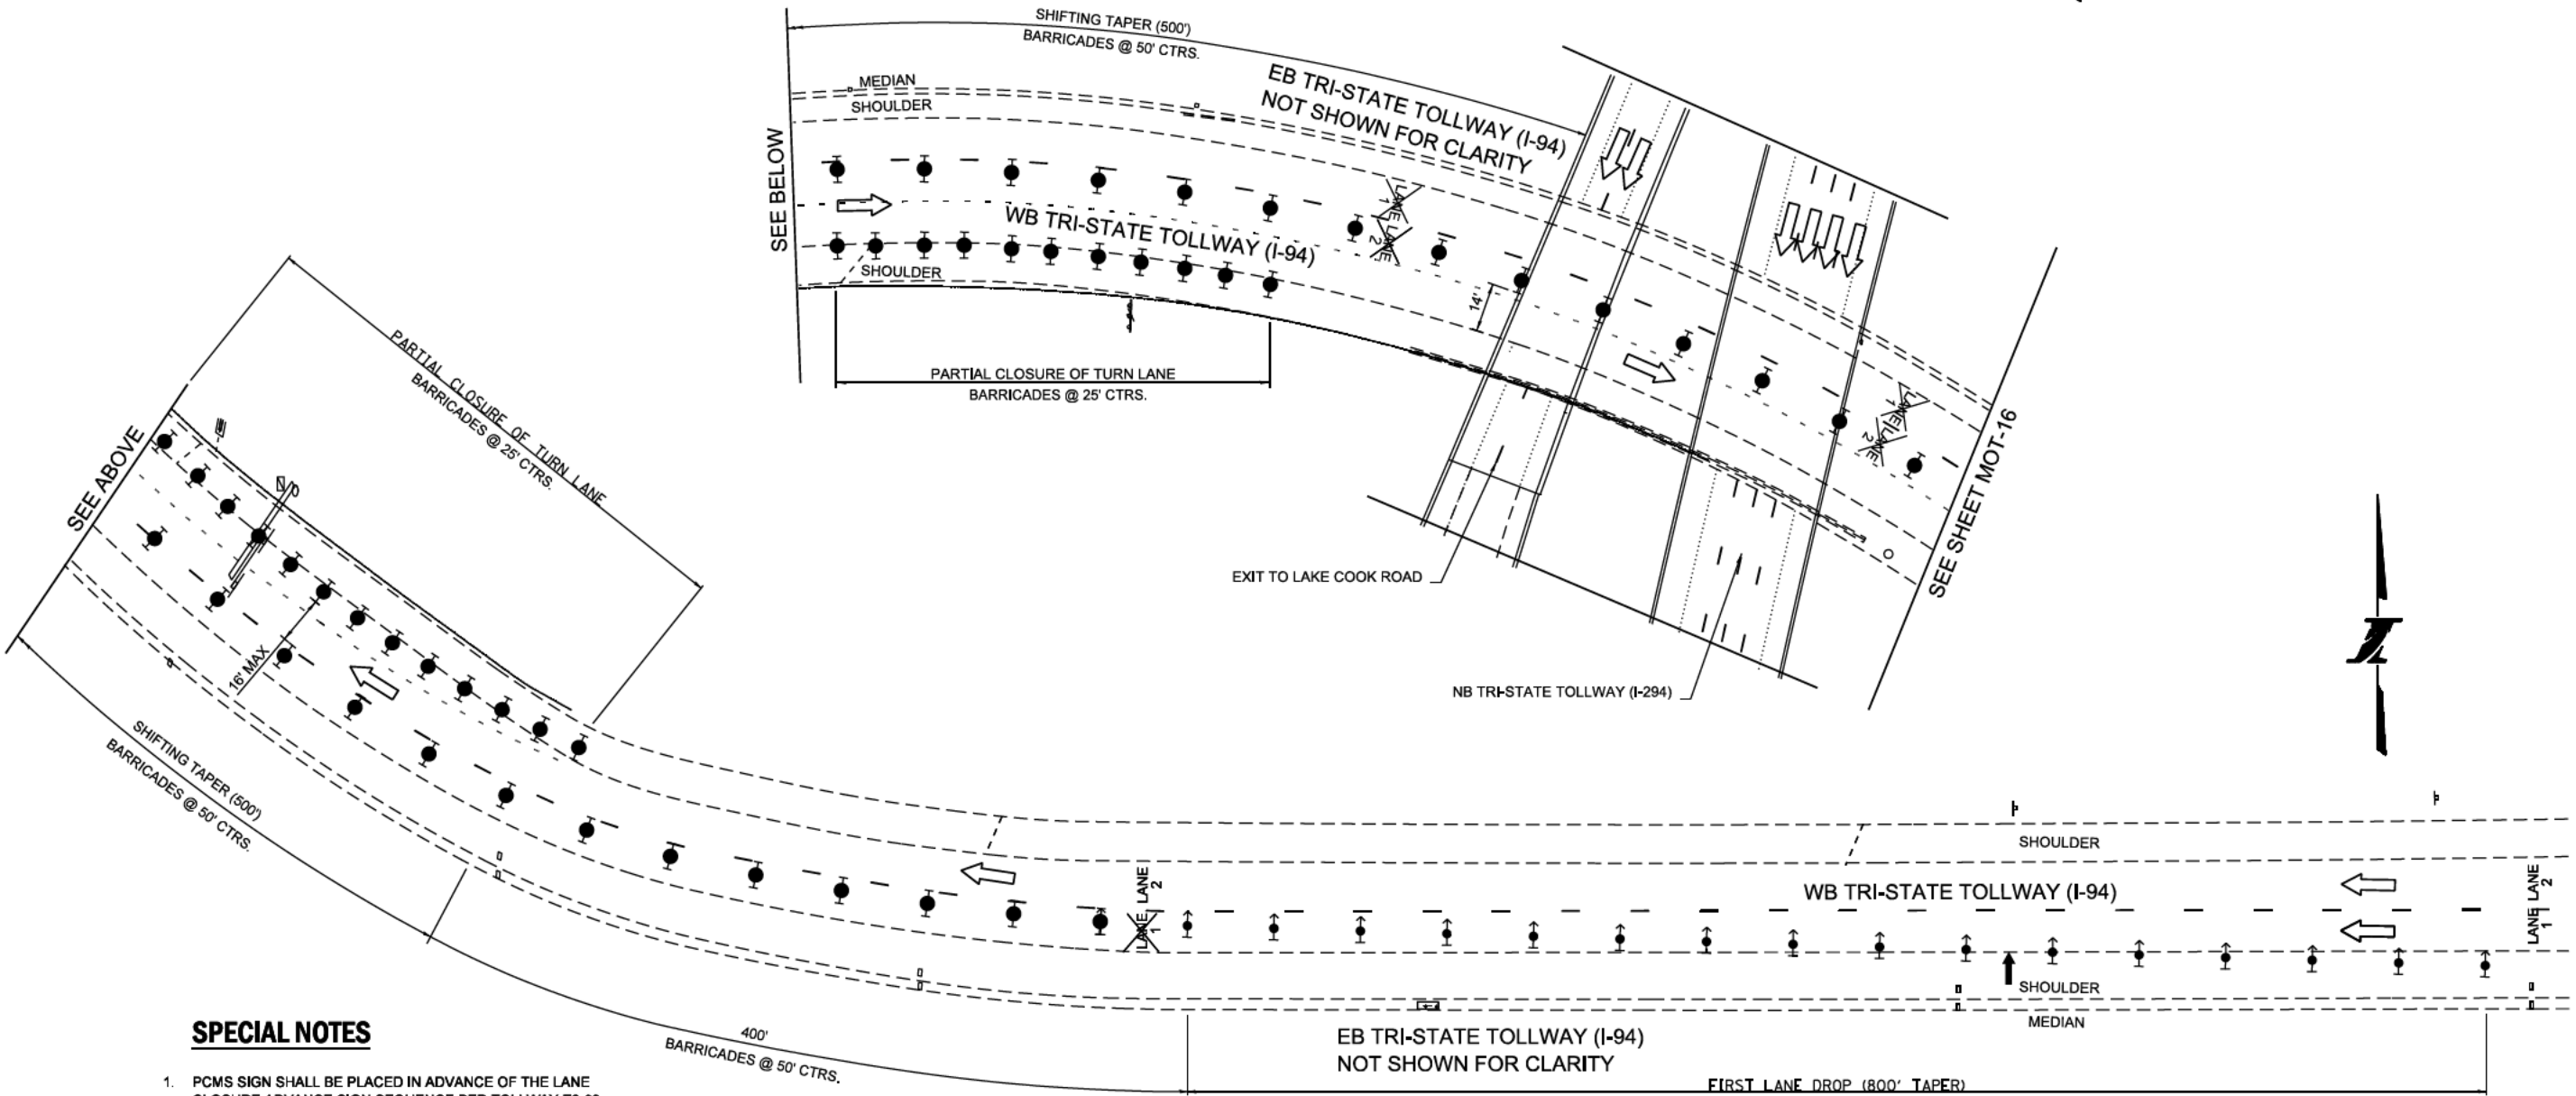 SHIFTING TAPER (500')
BARRICADES @ 50' CTRS.
MEDIAN
SHOULDER
EB TRI-STATE TOLLWAY (I-94)
NOT SHOWN FOR CLARITY
SEE BELOW
LANE 1
LANE 2
WB TRI-STATE TOLLWAY (I-94)
SHOULDER
14'
PARTIAL CLOSURE OF TURN LANE
BARRICADES @ 25' CTRS.
LANE 1
LANE 2
SEE SHEET MOT-16
EXIT TO LAKE COOK ROAD
NB TRI-STATE TOLLWAY (I-294)
PARTIAL CLOSURE OF TURN LANE
BARRICADES @ 25' CTRS.
SEE ABOVE
16' MAX
SHIFTING TAPER (500')
BARRICADES @ 50' CTRS.
LANE 1
LANE 2
SHOULDER
WB TRI-STATE TOLLWAY (I-94)
LANE 1
LANE 2
SHOULDER
MEDIAN
400'
BARRICADES @ 50' CTRS.
EB TRI-STATE TOLLWAY (I-94)
NOT SHOWN FOR CLARITY
FIRST LANE DROP (800' TAPER)
SPECIAL NOTES
1. PCMS SIGN SHALL BE PLACED IN ADVANCE OF THE LANE